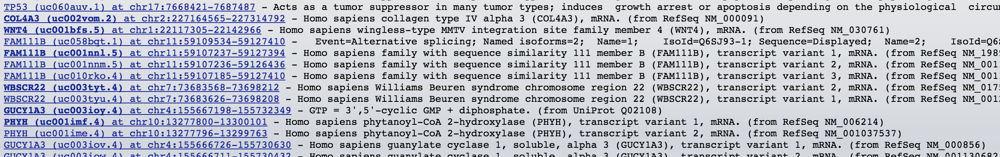 TP53 (uc060auv.1) at chr17:7668421-7687487 - Acts as a tumor suppressor in many tumor types; induces  growth arrest or apoptosis depending on the physiological  circu
COL4A3 (uc002vom.2) at chr2:227164565-227314792 - Homo sapiens collagen type IV alpha 3 (COL4A3), mRNA. (from RefSeq NM_000091)
WNT4 (uc001bfs.5) at chr1:22117305-22142966 - Homo sapiens wingless-type MMTV integration site family member 4 (WNT4), mRNA. (from RefSeq NM_030761)
FAM111B (uc058bqt.1) at chr11:59109534-59127410 -   Event=Alternative splicing; Named isoforms=2;  Name=1;    IsoId=Q6SJ93-1; Sequence=Displayed;  Name=2;    IsoId=Q6
FAM111B (uc001nnl.5) at chr11:59107237-59127394 - Homo sapiens family with sequence similarity 111 member B (FAM111B), transcript variant 1, mRNA. (from RefSeq NM_198
FAM111B (uc001nnm.5) at chr11:59107236-59126436 - Homo sapiens family with sequence similarity 111 member B (FAM111B), transcript variant 2, mRNA. (from RefSeq NM_001
FAM111B (uc010rko.4) at chr11:59107185-59127410 - Homo sapiens family with sequence similarity 111 member B (FAM111B), transcript variant 3, mRNA. (from RefSeq NM_001
WBSCR22 (uc003tyt.4) at chr7:73683568-73698212 - Homo sapiens Williams Beuren syndrome chromosome region 22 (WBSCR22), transcript variant 2, mRNA. (from RefSeq NM_017
WBSCR22 (uc003tyu.4) at chr7:73683626-73698208 - Homo sapiens Williams Beuren syndrome chromosome region 22 (WBSCR22), transcript variant 1, mRNA. (from RefSeq NM_001
GUCY1A3 (uc003ioy.4) at chr4:155667198-155732349 - GTP = 3',5'-cyclic GMP + diphosphate. (from UniProt Q02108)
PHYH (uc001imf.4) at chr10:13277800-13300101 - Homo sapiens phytanoyl-CoA 2-hydroxylase (PHYH), transcript variant 1, mRNA. (from RefSeq NM_006214)
PHYH (uc001ime.4) at chr10:13277796-13299763 - Homo sapiens phytanoyl-CoA 2-hydroxylase (PHYH), transcript variant 2, mRNA. (from RefSeq NM_001037537)
GUCY1A3 (uc003iov.4) at chr4:155666726-155730630 - Homo sapiens guanylate cyclase 1, soluble, alpha 3 (GUCY1A3), transcript variant 1, mRNA. (from RefSeq NM_000856)
GUCY1A3 (uc003iow.4) at chr4:155666711-155730432 - Homo sapiens guanylate cyclase 1, soluble, alpha 3 (GUCY1A3), transcript variant 2, mRNA. (from RefSeq NM_001130682